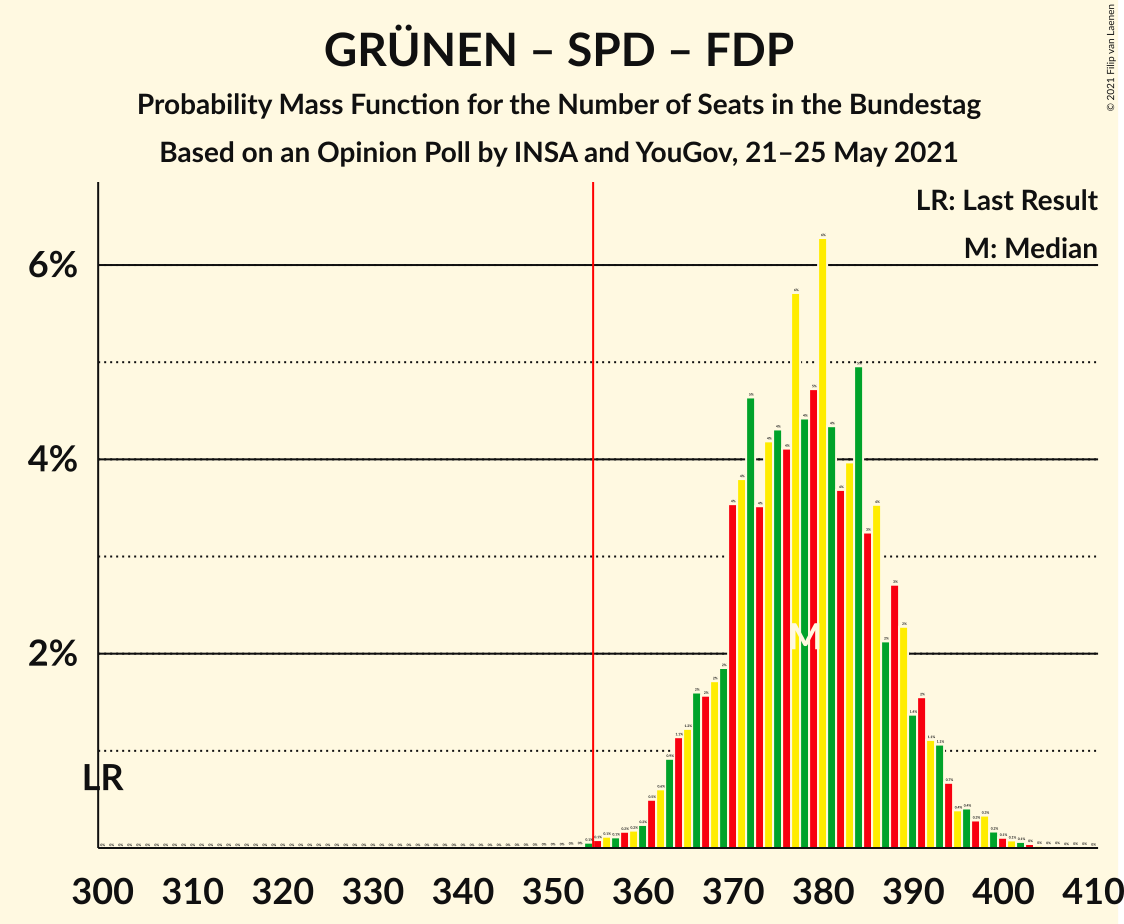 GRÜNEN – SPD – FDP
Probability Mass Function for the Number of Seats in the Bundestag
Based on an Opinion Poll by INSA and YouGov, 21–25 May 2021
© 2021 Filip van Laenen
LR: Last Result
M: Median
6%
4%
2%
LR
M
300 310 320 330 340 350 360 370 380 390 400 410